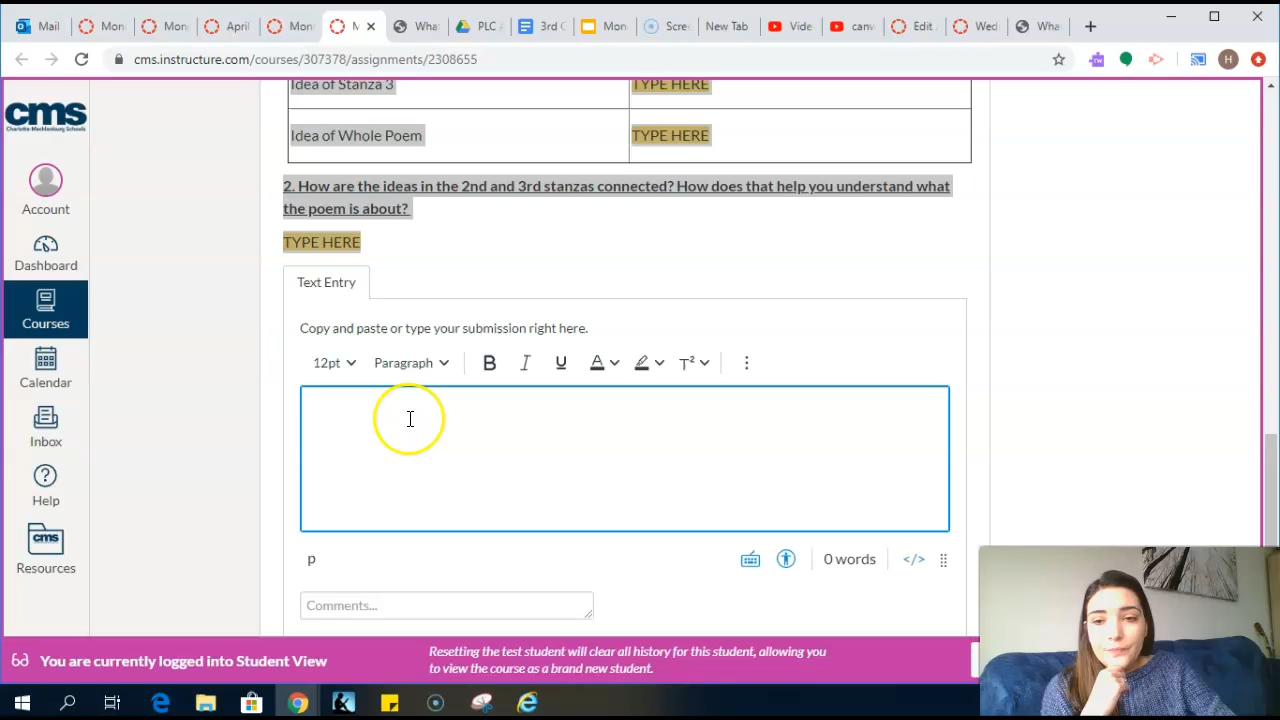 Mail
Mon
Mon
April
Mon
M
Wha
PLC A
3rd C
Mon
Scre
New Tab
Vide
canv
Edit
Wed
Wha
cms.instructure.com/courses/307378/assignments/2308655
H
cms
Charlotte-Mecklenburg Schools
Account
Dashboard
Courses
Calendar
Inbox
Help
cms
Resources
Idea of Stanza 3 TYPE HERE
Idea of Whole Poem TYPE HERE
2. How are the ideas in the 2nd and 3rd stanzas connected? How does that help you understand what
the poem is about?
TYPE HERE
Text Entry
Copy and paste or type your submission right here.
12pt Paragraph B I U A T²
p 0 words </>
Comments...
You are currently logged into Student View
Resetting the test student will clear all history for this student, allowing you
to view the course as a brand new student.